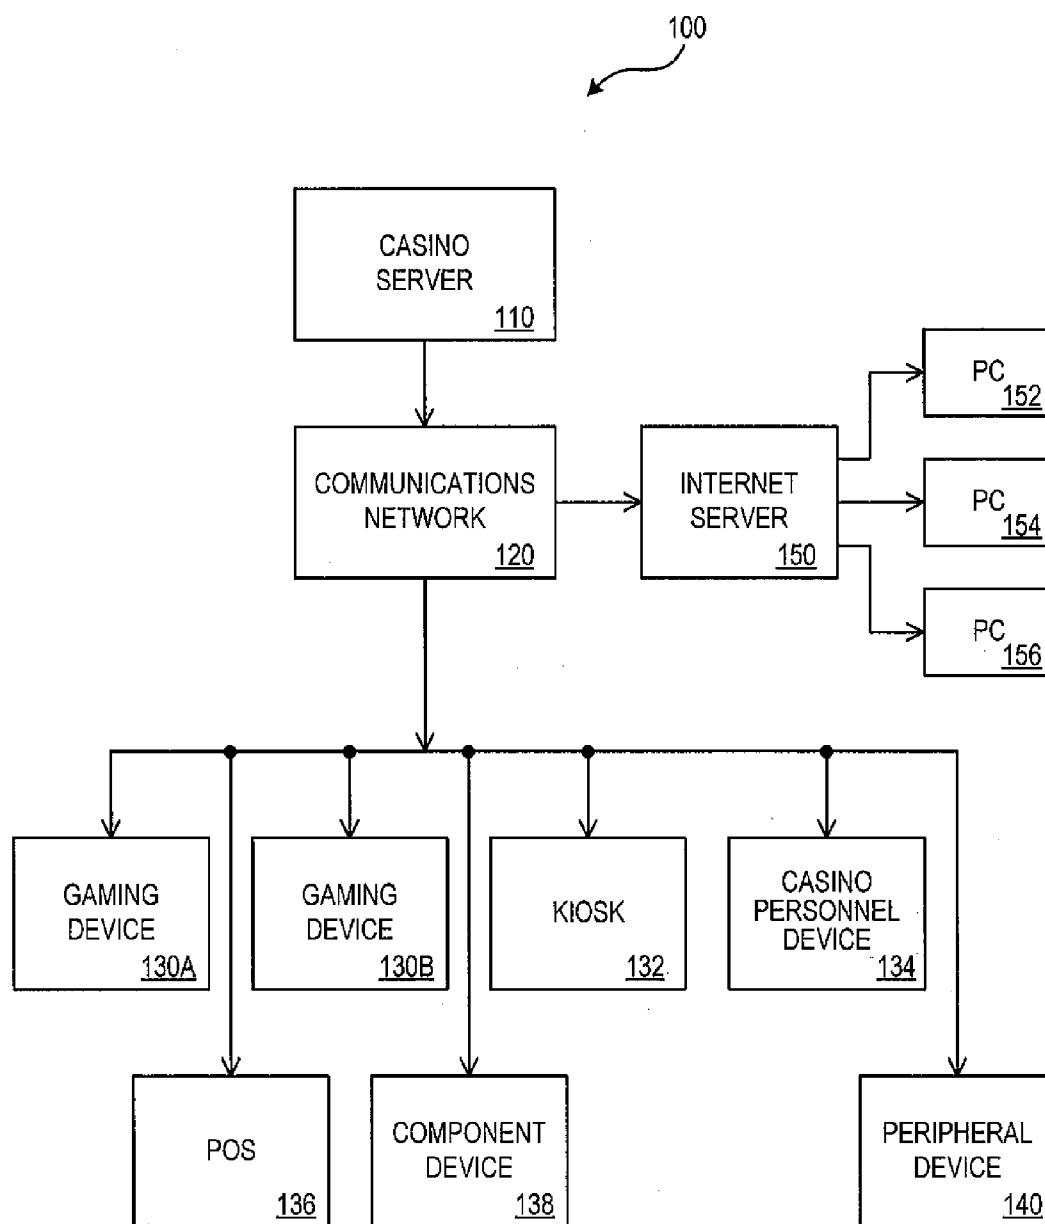 100
CASINO
SERVER
110
COMMUNICATIONS
NETWORK
120
INTERNET
SERVER
150
PC
152
PC
154
PC
156
GAMING
DEVICE
130A
GAMING
DEVICE
130B
KIOSK
132
CASINO
PERSONNEL
DEVICE
134
POS
136
COMPONENT
DEVICE
138
PERIPHERAL
DEVICE
140